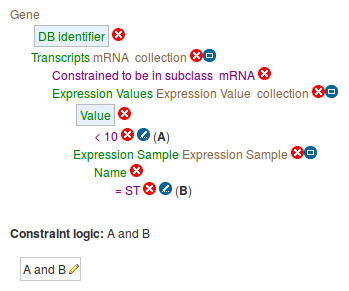 Gene
DB identifier
Transcripts mRNA collection
Constrained to be in subclass mRNA
Expression Values Expression Value collection
Value
< 10 (A)
Expression Sample Expression Sample
Name
= ST (B)
Constraint logic: A and B
A and B